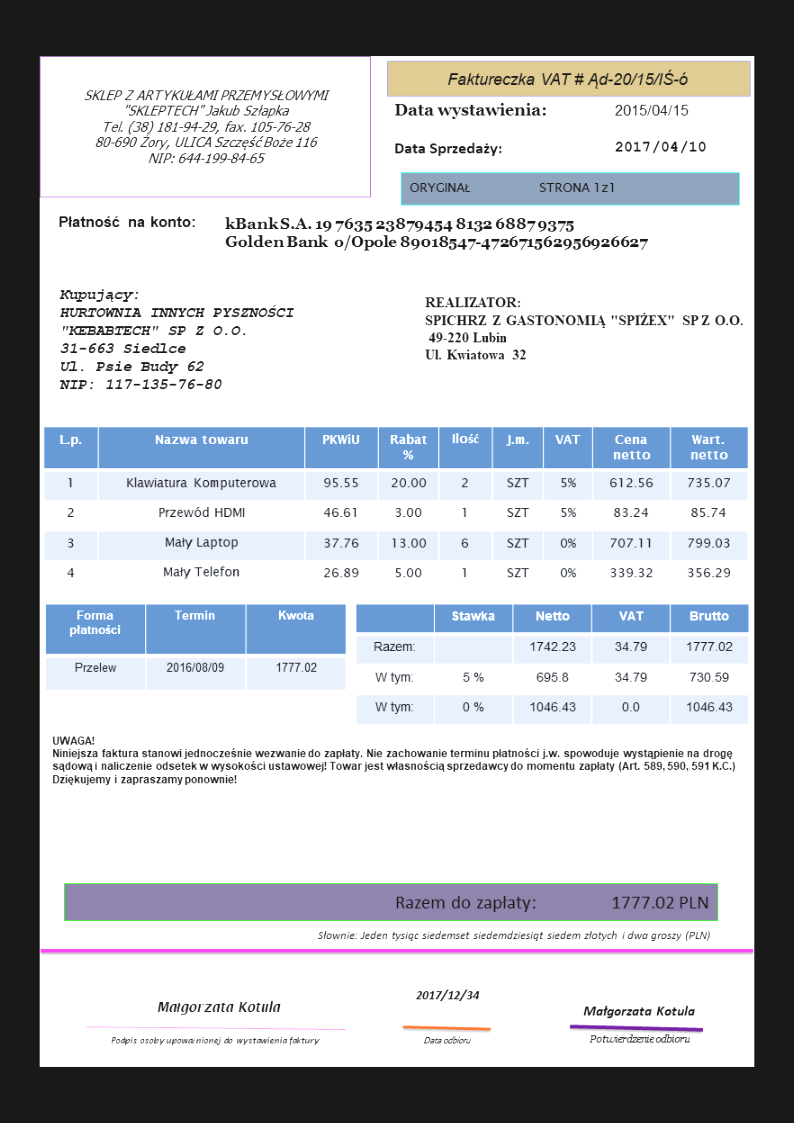 SKLEP Z ARTYKUŁAMI PRZEMYSŁOWYMI
"SKLEPTECH" Jakub Szłapka
Tel. (38) 181-94-29, fax. 105-76-28
80-690 Żory, ULICA Szczęść Boże 116
NIP: 644-199-84-65
Faktureczka VAT # Ąd-20/15/IŚ-ó
Data wystawienia: 2015/04/15
Data Sprzedaży: 2017/04/10
ORYGINAŁ STRONA 1 z 1
Płatność na konto: kBank S.A. 19 7635 23879454 8132 6887 9375
Golden Bank o/Opole 89018547-472671562956926627
Kupujący:
HURTOWNIA INNYCH PYSZNOŚCI
"KEBABTECH" SP Z O.O.
31-663 Siedlce
Ul. Psie Budy 62
NIP: 117-135-76-80
REALIZATOR:
SPICHRZ Z GASTONOMIĄ "SPIŻEX" SP Z O.O.
49-220 Lubin
Ul. Kwiatowa 32
L.p. Nazwa towaru PKWiU Rabat % Ilość J.m. VAT Cena netto Wart. netto
1 Klawiatura Komputerowa 95.55 20.00 2 SZT 5% 612.56 735.07
2 Przewód HDMI 46.61 3.00 1 SZT 5% 83.24 85.74
3 Mały Laptop 37.76 13.00 6 SZT 0% 707.11 799.03
4 Mały Telefon 26.89 5.00 1 SZT 0% 339.32 356.29
Forma płatności Termin Kwota
Przelew 2016/08/09 1777.02
Stawka Netto VAT Brutto
Razem: 1742.23 34.79 1777.02
W tym: 5 % 695.8 34.79 730.59
W tym: 0 % 1046.43 0.0 1046.43
UWAGA!
Niniejsza faktura stanowi jednocześnie wezwanie do zapłaty. Nie zachowanie terminu płatności j.w. spowoduje wystąpienie na drogę
sądową i naliczenie odsetek w wysokości ustawowej! Towar jest własnością sprzedawcy do momentu zapłaty (Art. 589, 590, 591 K.C.)
Dziękujemy i zapraszamy ponownie!
Razem do zapłaty: 1777.02 PLN
Słownie: Jeden tysiąc siedemset siedemdziesiąt siedem złotych i dwa groszy (PLN)
Małgorzata Kotula
Podpis osoby upoważnionej do wystawienia faktury
2017/12/34
Data odbioru
Małgorzata Kotula
Potwierdzenie odbioru